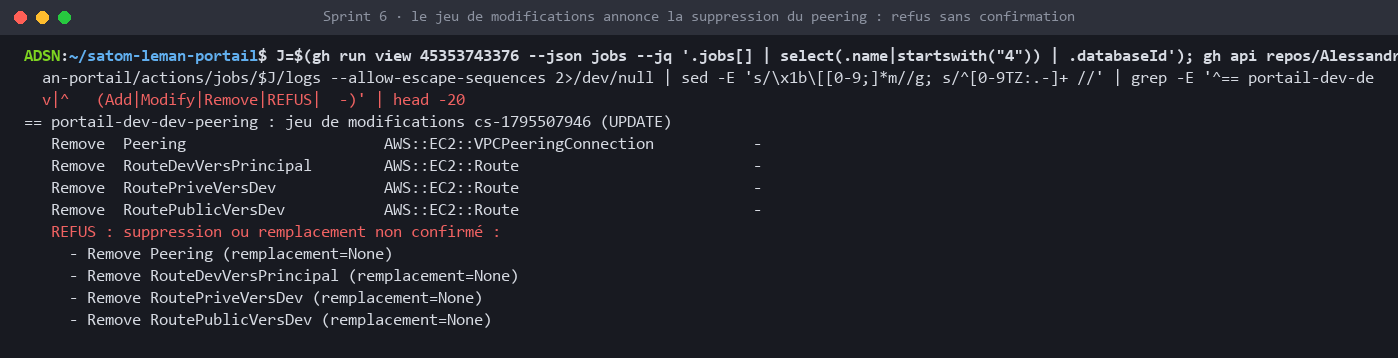 Sprint 6 · le jeu de modifications annonce la suppression du peering : refus sans confirmation
ADSN:~/satom-leman-portail$ J=$(gh run view 45353743376 --json jobs --jq '.jobs[] | select(.name|startswith("4")) | .databaseId'); gh api repos/Alessandr
an-portail/actions/jobs/$J/logs --allow-escape-sequences 2>/dev/null | sed -E 's/\x1b\[[0-9;]*m//g; s/^[0-9TZ:.-]+ //' | grep -E '^== portail-dev-de
v|^   (Add|Modify|Remove|REFUS|  -)' | head -20
== portail-dev-dev-peering : jeu de modifications cs-1795507946 (UPDATE)
Remove  Peering                      AWS::EC2::VPCPeeringConnection           -
Remove  RouteDevVersPrincipal        AWS::EC2::Route                          -
Remove  RoutePriveVersDev            AWS::EC2::Route                          -
Remove  RoutePublicVersDev           AWS::EC2::Route                          -
REFUS : suppression ou remplacement non confirmé :
- Remove Peering (remplacement=None)
- Remove RouteDevVersPrincipal (remplacement=None)
- Remove RoutePriveVersDev (remplacement=None)
- Remove RoutePublicVersDev (remplacement=None)